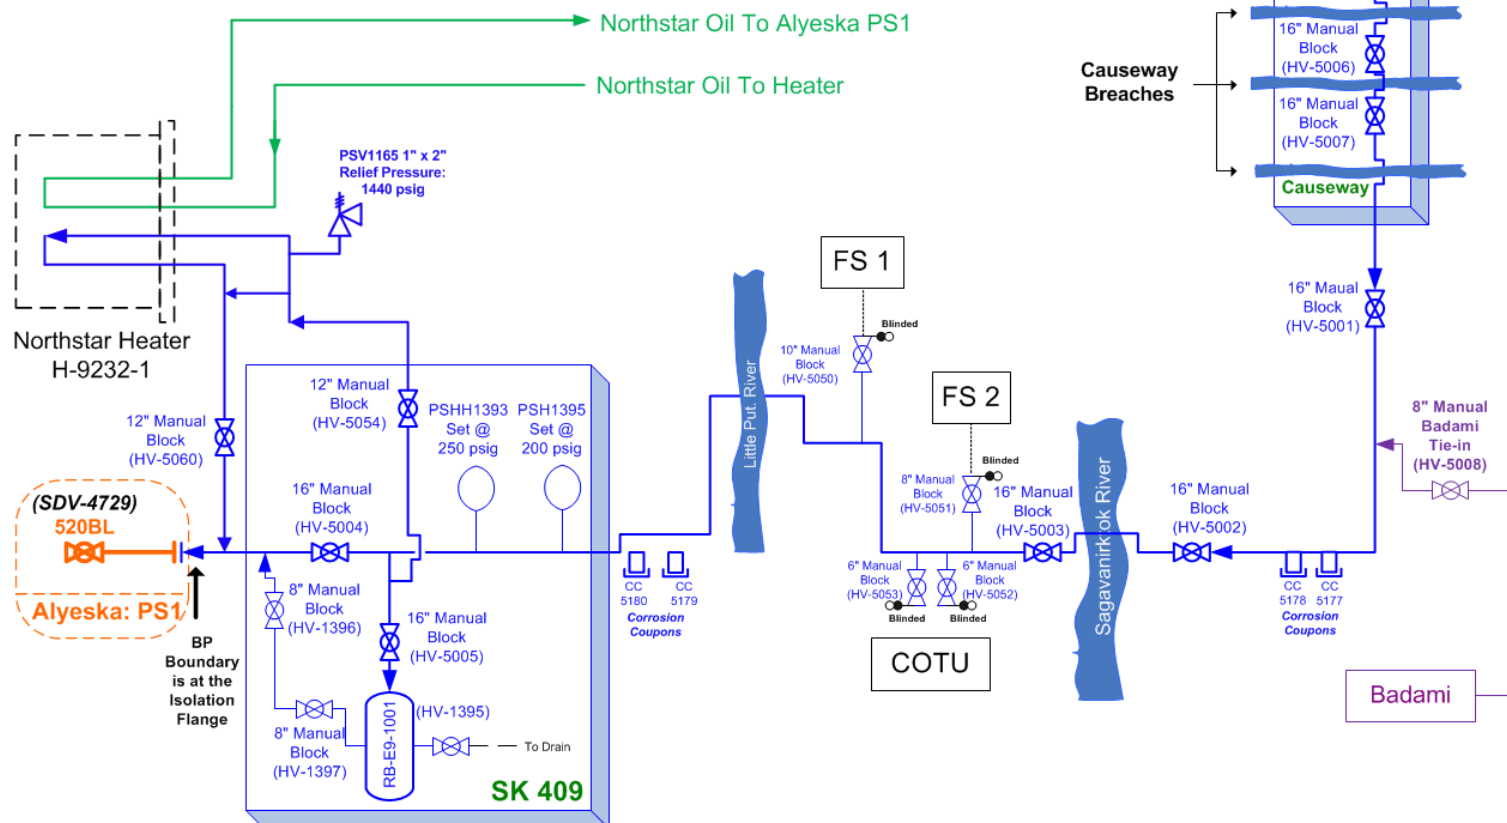 Northstar Oil To Alyeska PS1
Northstar Oil To Heater
Causeway
Breaches
16" Manual
Block
(HV-5006)
16" Manual
Block
(HV-5007)
Causeway
PSV1165 1" x 2"
Relief Pressure:
1440 psig
Northstar Heater
H-9232-1
FS 1
Blinded
10" Manual
Block
(HV-5050)
16" Maual
Block
(HV-5001)
Little Put. River
12" Manual
Block
(HV-5060)
12" Manual
Block
(HV-5054)
PSHH1393
Set @
250 psig
PSH1395
Set @
200 psig
FS 2
Blinded
8" Manual
Block
(HV-5051)
8" Manual
Badami
Tie-in
(HV-5008)
(SDV-4729)
520BL
Alyeska: PS1
16" Manual
Block
(HV-5004)
16" Manual
Block
(HV-5003)
Sagavanirktok River
16" Manual
Block
(HV-5002)
BP
Boundary
is at the
Isolation
Flange
8" Manual
Block
(HV-1396)
16" Manual
Block
(HV-5005)
CC
5180
CC
5179
Corrosion
Coupons
6" Manual
Block
(HV-5053)
Blinded
6" Manual
Block
(HV-5052)
Blinded
COTU
CC
5178
CC
5177
Corrosion
Coupons
8" Manual
Block
(HV-1397)
RB-E9-1001
(HV-1395)
To Drain
SK 409
Badami